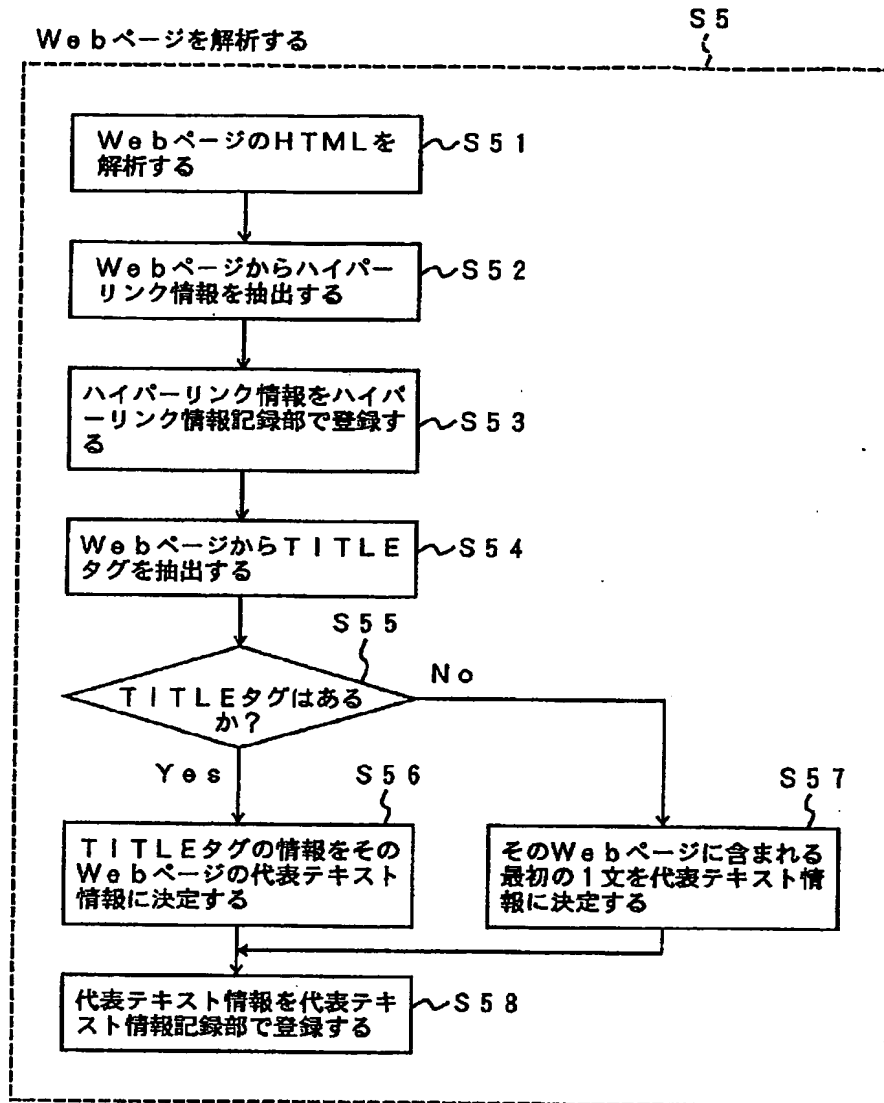 S5
Webページを解析する
WebページのHTMLを
解析する
S51
Webページからハイパー
リンク情報を抽出する
S52
ハイパーリンク情報をハイパ
ーリンク情報記録部で登録す
る
S53
WebページからTITLE
タグを抽出する
S54
S55
TITLEタグはある
か?
No
Yes
S56
S57
TITLEタグの情報をその
Webページの代表テキスト
情報に決定する
そのWebページに含まれる
最初の1文を代表テキスト情
報に決定する
代表テキスト情報を代表テキ
スト情報記録部で登録する
S58